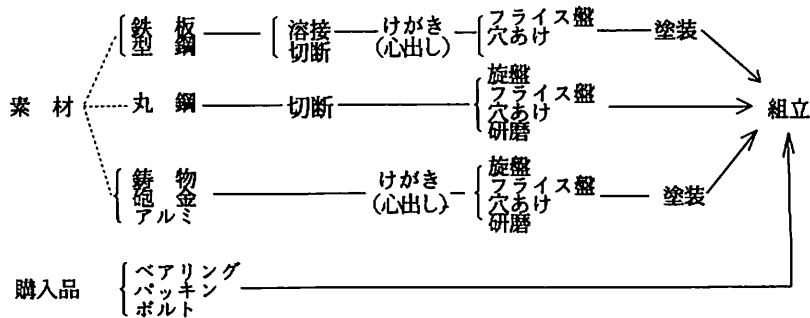 鉄板
型鋼
溶接
切断
けがき
(心出し)
フライス盤
穴あけ
塗装
素材
丸鋼
切断
旋盤
フライス盤
穴あけ
研磨
組立
鋳物
砲金
アルミ
けがき
(心出し)
旋盤
フライス盤
穴あけ
研磨
塗装
購入品
ベアリング
パッキン
ボルト